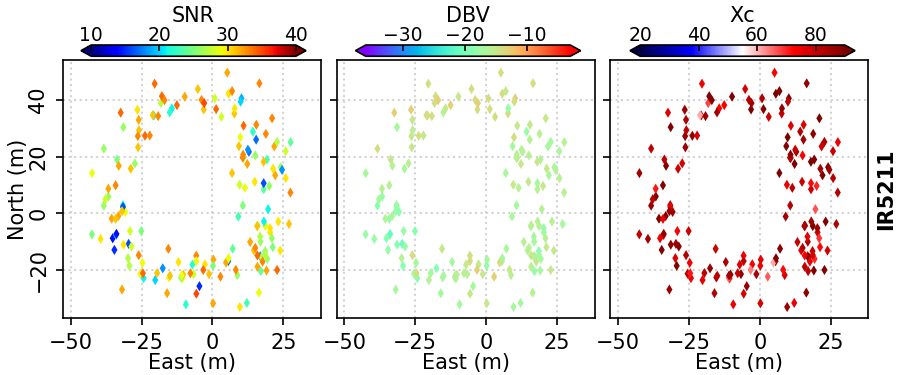 SNR DBV Xc
10 20 30 40 −30 −20 −10 20 40 60 80
40
20
0
−20
North (m)
IR5211
−50 −25 0 25 −50 −25 0 25 −50 −25 0 25
East (m) East (m) East (m)